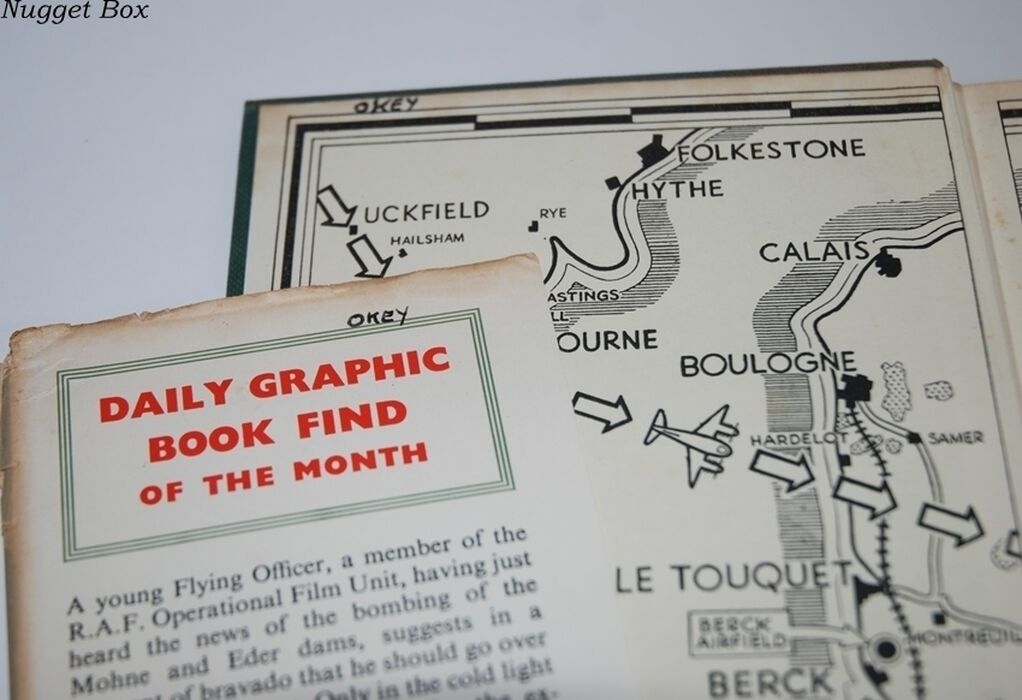 Nugget Box
OKEY
FOLKESTONE
HYTHE
UCKFIELD
RYE
HAILSHAM
CALAIS
ASTINGS
LL
OURNE
BOULOGNE
HARDELOT
SAMER
LE TOUQUET
BERCK
AIRFIELD
MONTREUIL
BERCK
OKEY
DAILY GRAPHIC
BOOK FIND
OF THE MONTH
A young Flying Officer, a member of the
R.A.F. Operational Film Unit, having just
heard the news of the bombing of the
Mohne and Eder dams, suggests in a
of bravado that he should go over
Only in the cold light
the ex-